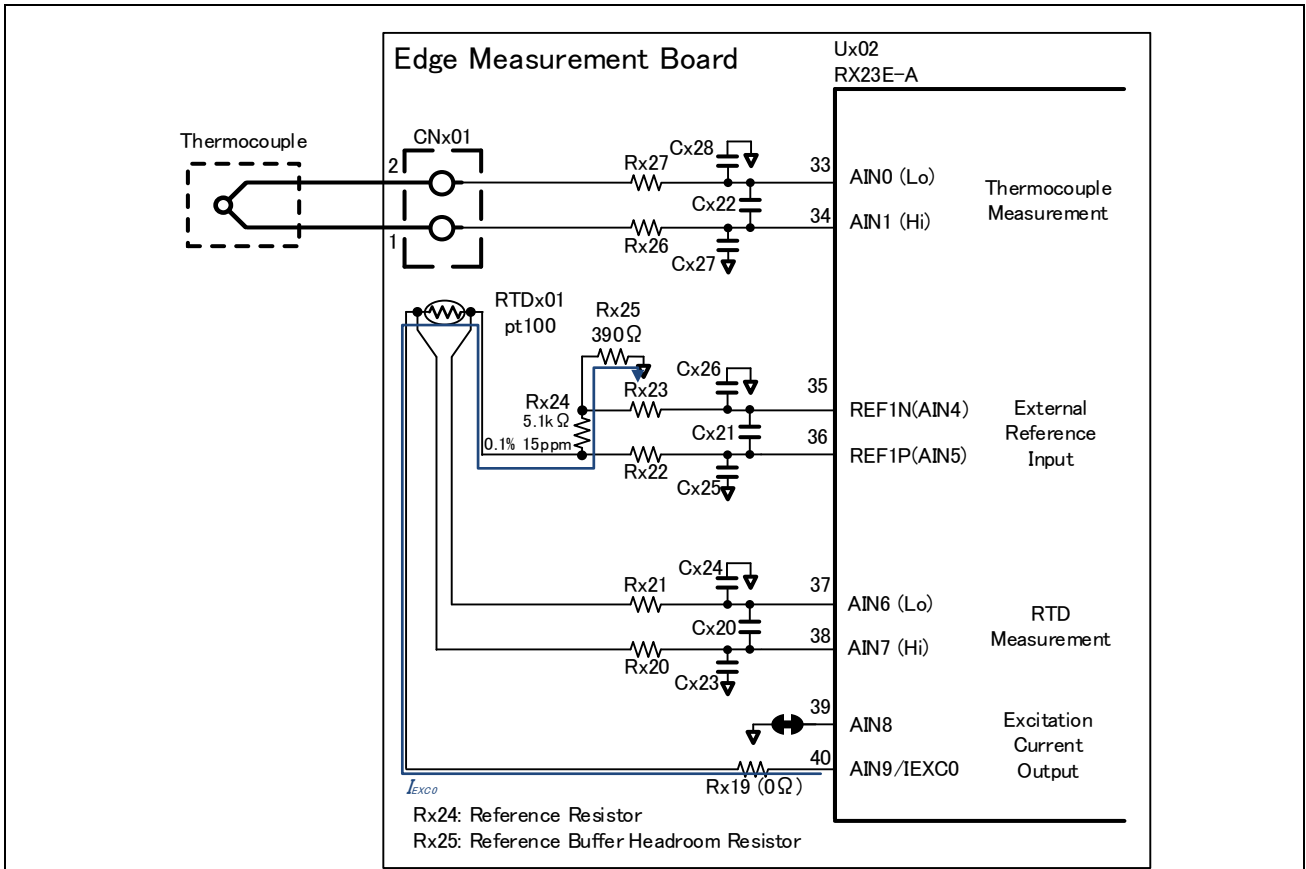 Edge Measurement Board
Ux02
RX23E-A
Thermocouple
CNx01
2
1
Rx27
Cx28
Cx22
Rx26
Cx27
33
AIN0 (Lo)
34
AIN1 (Hi)
Thermocouple
Measurement
RTDx01
pt100
Rx25
390Ω
Rx24
5.1kΩ
0.1% 15ppm
Rx23
Cx26
Cx21
Rx22
Cx25
35
REF1N(AIN4)
36
REF1P(AIN5)
External
Reference
Input
Cx24
Rx21
Cx20
Rx20
Cx23
37
AIN6 (Lo)
38
AIN7 (Hi)
RTD
Measurement
39
AIN8
40
AIN9/IEXC0
Excitation
Current
Output
IEXC0
Rx19 (0Ω)
Rx24: Reference Resistor
Rx25: Reference Buffer Headroom Resistor